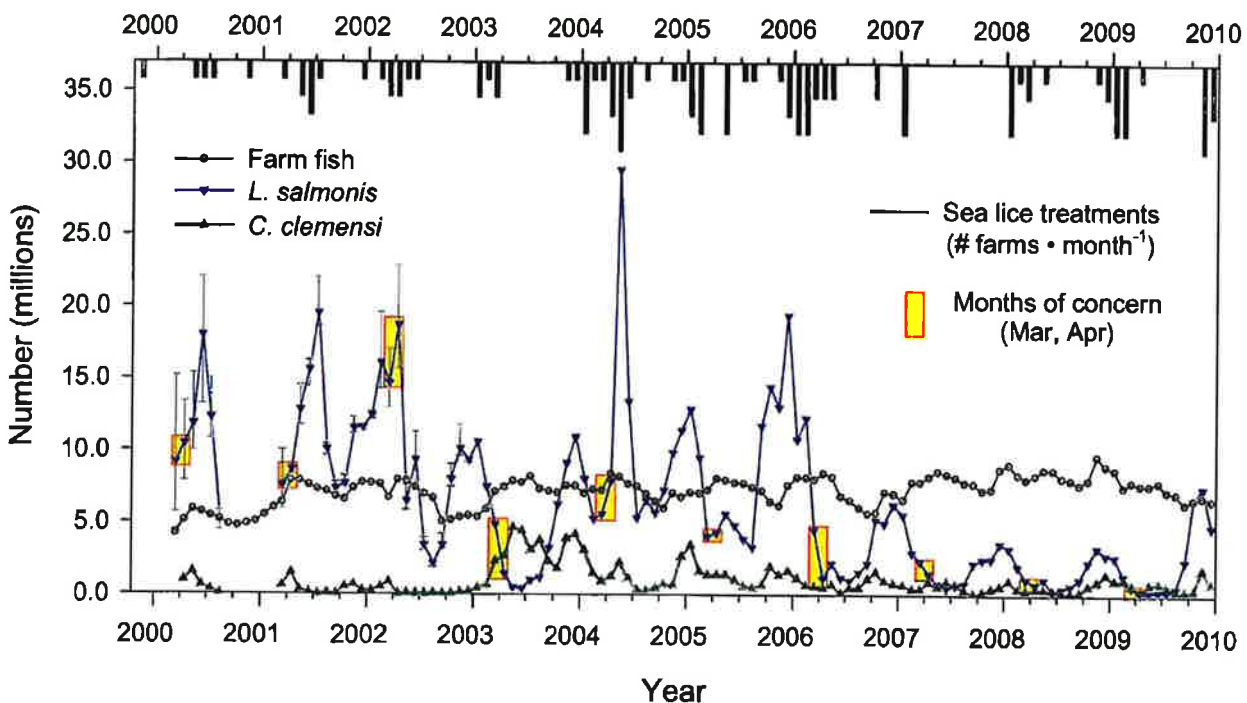 2000 2001 2002 2003 2004 2005 2006 2007 2008 2009 2010
35.0
30.0
25.0
20.0
15.0
10.0
5.0
0.0
Number (millions)
Farm fish
L. salmonis
C. clemensi
Sea lice treatments
(# farms • month⁻¹)
Months of concern
(Mar, Apr)
2000 2001 2002 2003 2004 2005 2006 2007 2008 2009 2010
Year